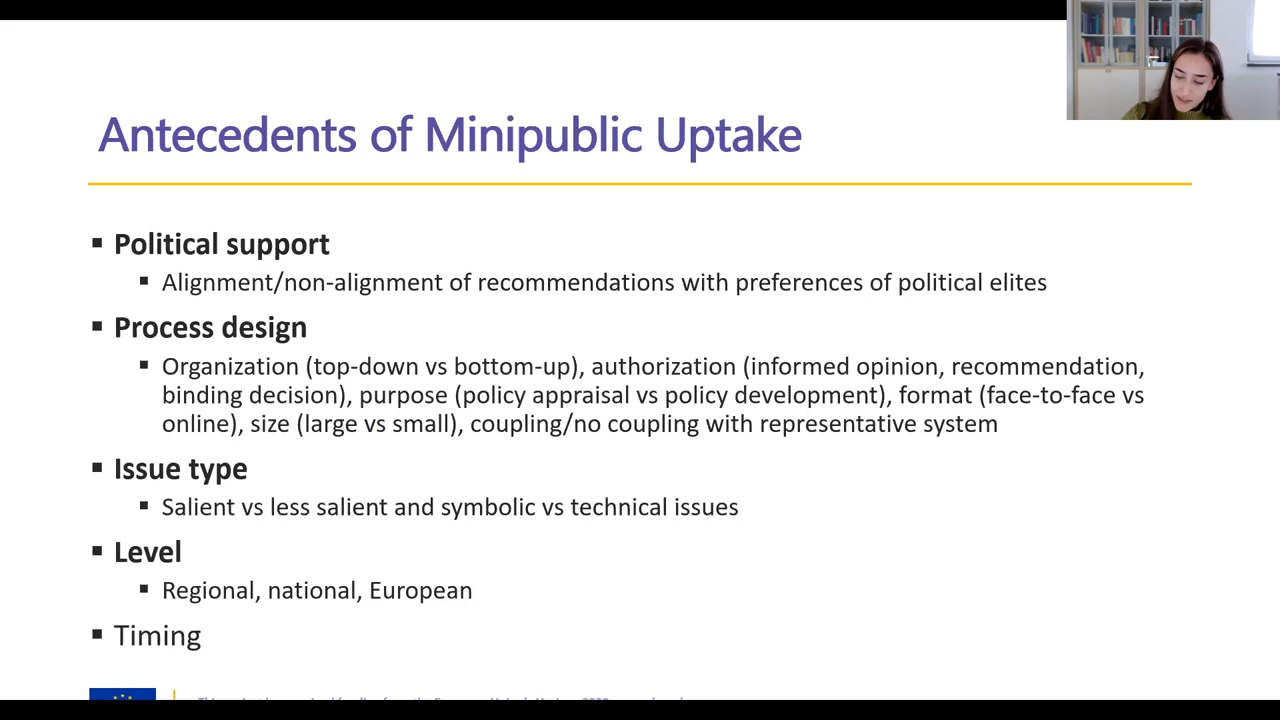 Antecedents of Minipublic Uptake
▪ Political support
▪ Alignment/non-alignment of recommendations with preferences of political elites
▪ Process design
▪ Organization (top-down vs bottom-up), authorization (informed opinion, recommendation,
binding decision), purpose (policy appraisal vs policy development), format (face-to-face vs
online), size (large vs small), coupling/no coupling with representative system
▪ Issue type
▪ Salient vs less salient and symbolic vs technical issues
▪ Level
▪ Regional, national, European
▪ Timing